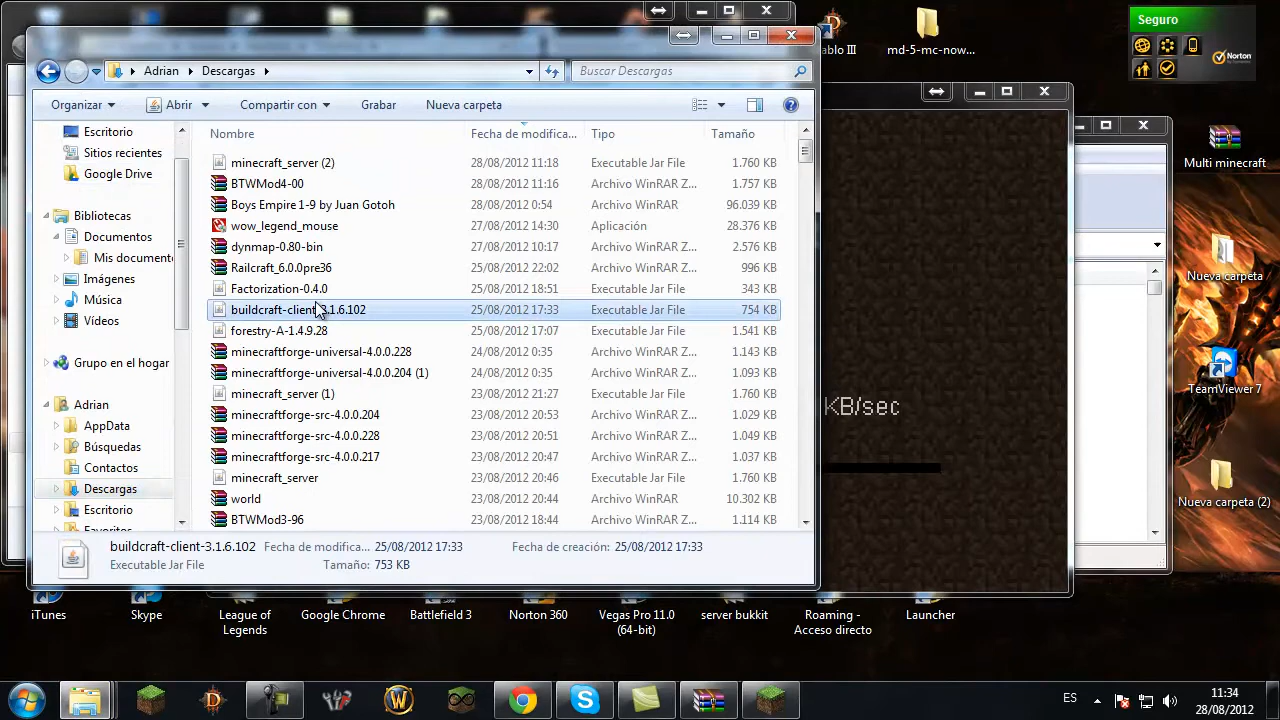 Seguro
Norton
ablo III
md-5-mc-now...
Adrian
Descargas
Buscar Descargas
Organizar
Abrir
Compartir con
Grabar
Nueva carpeta
Escritorio
Sitios recientes
Google Drive
Bibliotecas
Documentos
Mis document
Imágenes
Música
Vídeos
Grupo en el hogar
Adrian
AppData
Búsquedas
Contactos
Descargas
Escritorio
Favoritos
Nombre Fecha de modifica... Tipo Tamaño
minecraft_server (2) 28/08/2012 11:18 Executable Jar File 1.760 KB
BTWMod4-00 28/08/2012 11:16 Archivo WinRAR Z... 1.757 KB
Boys Empire 1-9 by Juan Gotoh 28/08/2012 0:54 Archivo WinRAR 96.039 KB
wow_legend_mouse 27/08/2012 14:30 Aplicación 28.376 KB
dynmap-0.80-bin 27/08/2012 10:17 Archivo WinRAR Z... 2.576 KB
Railcraft_6.0.0pre36 25/08/2012 22:02 Archivo WinRAR Z... 996 KB
Factorization-0.4.0 25/08/2012 18:51 Executable Jar File 343 KB
buildcraft-client-3.1.6.102 25/08/2012 17:33 Executable Jar File 754 KB
forestry-A-1.4.9.28 25/08/2012 17:07 Executable Jar File 1.541 KB
minecraftforge-universal-4.0.0.228 24/08/2012 0:35 Archivo WinRAR Z... 1.143 KB
minecraftforge-universal-4.0.0.204 (1) 24/08/2012 0:35 Archivo WinRAR Z... 1.093 KB
minecraft_server (1) 23/08/2012 21:27 Executable Jar File 1.760 KB
minecraftforge-src-4.0.0.204 23/08/2012 20:53 Archivo WinRAR Z... 1.029 KB
minecraftforge-src-4.0.0.228 23/08/2012 20:51 Archivo WinRAR Z... 1.049 KB
minecraftforge-src-4.0.0.217 23/08/2012 20:47 Archivo WinRAR Z... 1.037 KB
minecraft_server 23/08/2012 20:46 Executable Jar File 1.760 KB
world 23/08/2012 20:44 Archivo WinRAR 10.302 KB
BTWMod3-96 23/08/2012 18:44 Archivo WinRAR Z... 1.114 KB
buildcraft-client-3.1.6.102 Fecha de modifica... 25/08/2012 17:33 Fecha de creación: 25/08/2012 17:33
Executable Jar File Tamaño: 753 KB
KB/sec
Multi minecraft
Nueva carpeta
TeamViewer 7
Nueva carpeta (2)
iTunes
Skype
League of
Legends
Google Chrome
Battlefield 3
Norton 360
Vegas Pro 11.0
(64-bit)
server bukkit
Roaming -
Acceso directo
Launcher
ES
11:34
28/08/2012